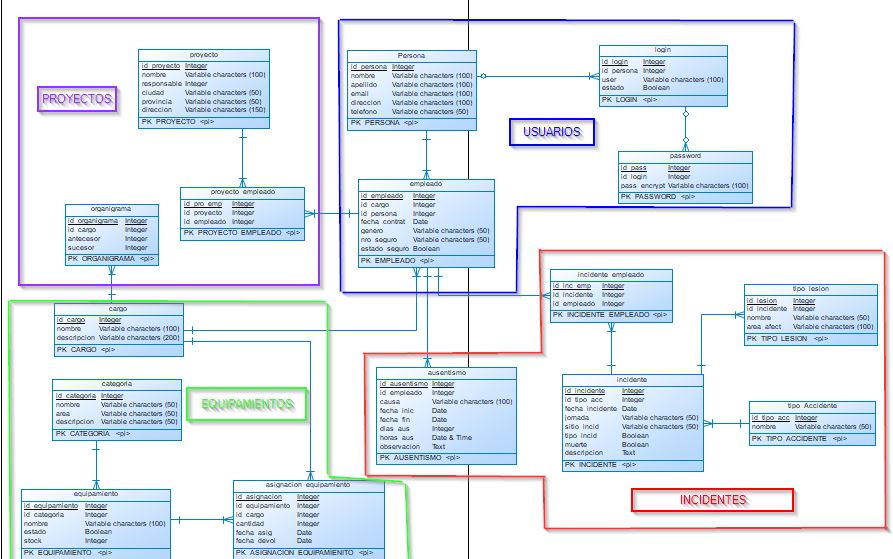 PROYECTOS
proyecto
id_proyecto Integer
nombre Variable characters (100)
responsable Integer
ciudad Variable characters (50)
provincia Variable characters (50)
direccion Variable characters (150)
PK_PROYECTO <pi>
proyecto_empleado
id_pro_emp Integer
id_proyecto Integer
id_empleado Integer
PK_PROYECTO EMPLEADO <pi>
organigrama
id_organigrama Integer
id_cargo Integer
antecesor Integer
sucesor Integer
PK_ORGANIGRAMA <pi>
USUARIOS
Persona
id_persona Integer
nombre Variable characters (100)
apellido Variable characters (100)
email Variable characters (100)
direccion Variable characters (100)
telefono Variable characters (50)
PK_PERSONA <pi>
login
id_login Integer
id_persona Integer
user Variable characters (100)
estado Boolean
PK_LOGIN <pi>
password
id_pass Integer
id_login Integer
pass_encrypt Variable characters (100)
PK_PASSWORD <pi>
empleado
id_empleado Integer
id_cargo Integer
id_persona Integer
fecha_contrat Date
genero Variable characters (50)
nro_seguro Variable characters (50)
estado_seguro Boolean
PK_EMPLEADO <pi>
cargo
id_cargo Integer
nombre Variable characters (100)
descripcion Variable characters (200)
PK_CARGO <pi>
categoria
id_categoria Integer
nombre Variable characters (50)
area Variable characters (50)
descripcion Variable characters (50)
PK_CATEGORIA <pi>
EQUIPAMIENTOS
equipamiento
id_equipamiento Integer
id_categoria Integer
nombre Variable characters (100)
estado Boolean
stock Integer
PK_EQUIPAMIENTO <pi>
asignacion_equipamiento
id_asignacion Integer
id_equipamiento Integer
id_cargo Integer
cantidad Integer
fecha_asig Date
fecha_devol Date
PK_ASIGNACION_EQUIPAMIENITO <pi>
incidente_empleado
id_inc_emp Integer
id_incidente Integer
id_empleado Integer
PK_INCIDENTE EMPLEADO <pi>
tipo_lesion
id_lesion Integer
id_incidente Integer
nombre Variable characters (50)
area_afect Variable characters (100)
PK_TIPO LESION <pi>
ausentismo
id_ausentismo Integer
id_empleado Integer
causa Variable characters (100)
fecha_inic Date
fecha_fin Date
dias_aus Integer
horas_aus Date & Time
observacion Text
PK_AUSENTISMO <pi>
incidente
id_incidente Integer
id_tipo_acc Integer
fecha_incidente Date
jornada Variable characters (50)
sitio_incid Variable characters (50)
tipo_incid Boolean
muerte Boolean
descripcion Text
PK_INCIDENTE <pi>
tipo_Accidente
id_tipo_acc Integer
nombre Variable characters (50)
PK_TIPO_ACCIDENTE <pi>
INCIDENTES